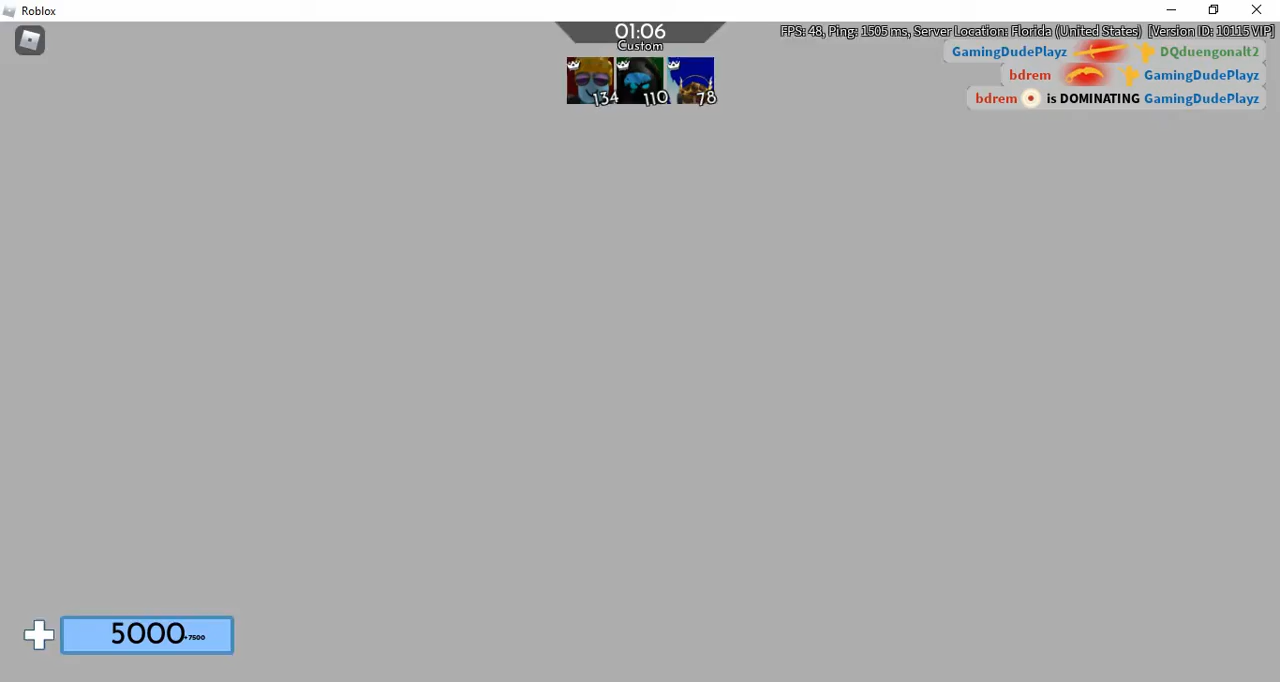 Roblox
01:06
Custom
134 110 78
FPS: 48, Ping: 1505 ms, Server Location: Florida (United States) [Version ID: 10115 VIP]
GamingDudePlayz DQduengonalt2
bdrem GamingDudePlayz
bdrem is DOMINATING GamingDudePlayz
5000+7500